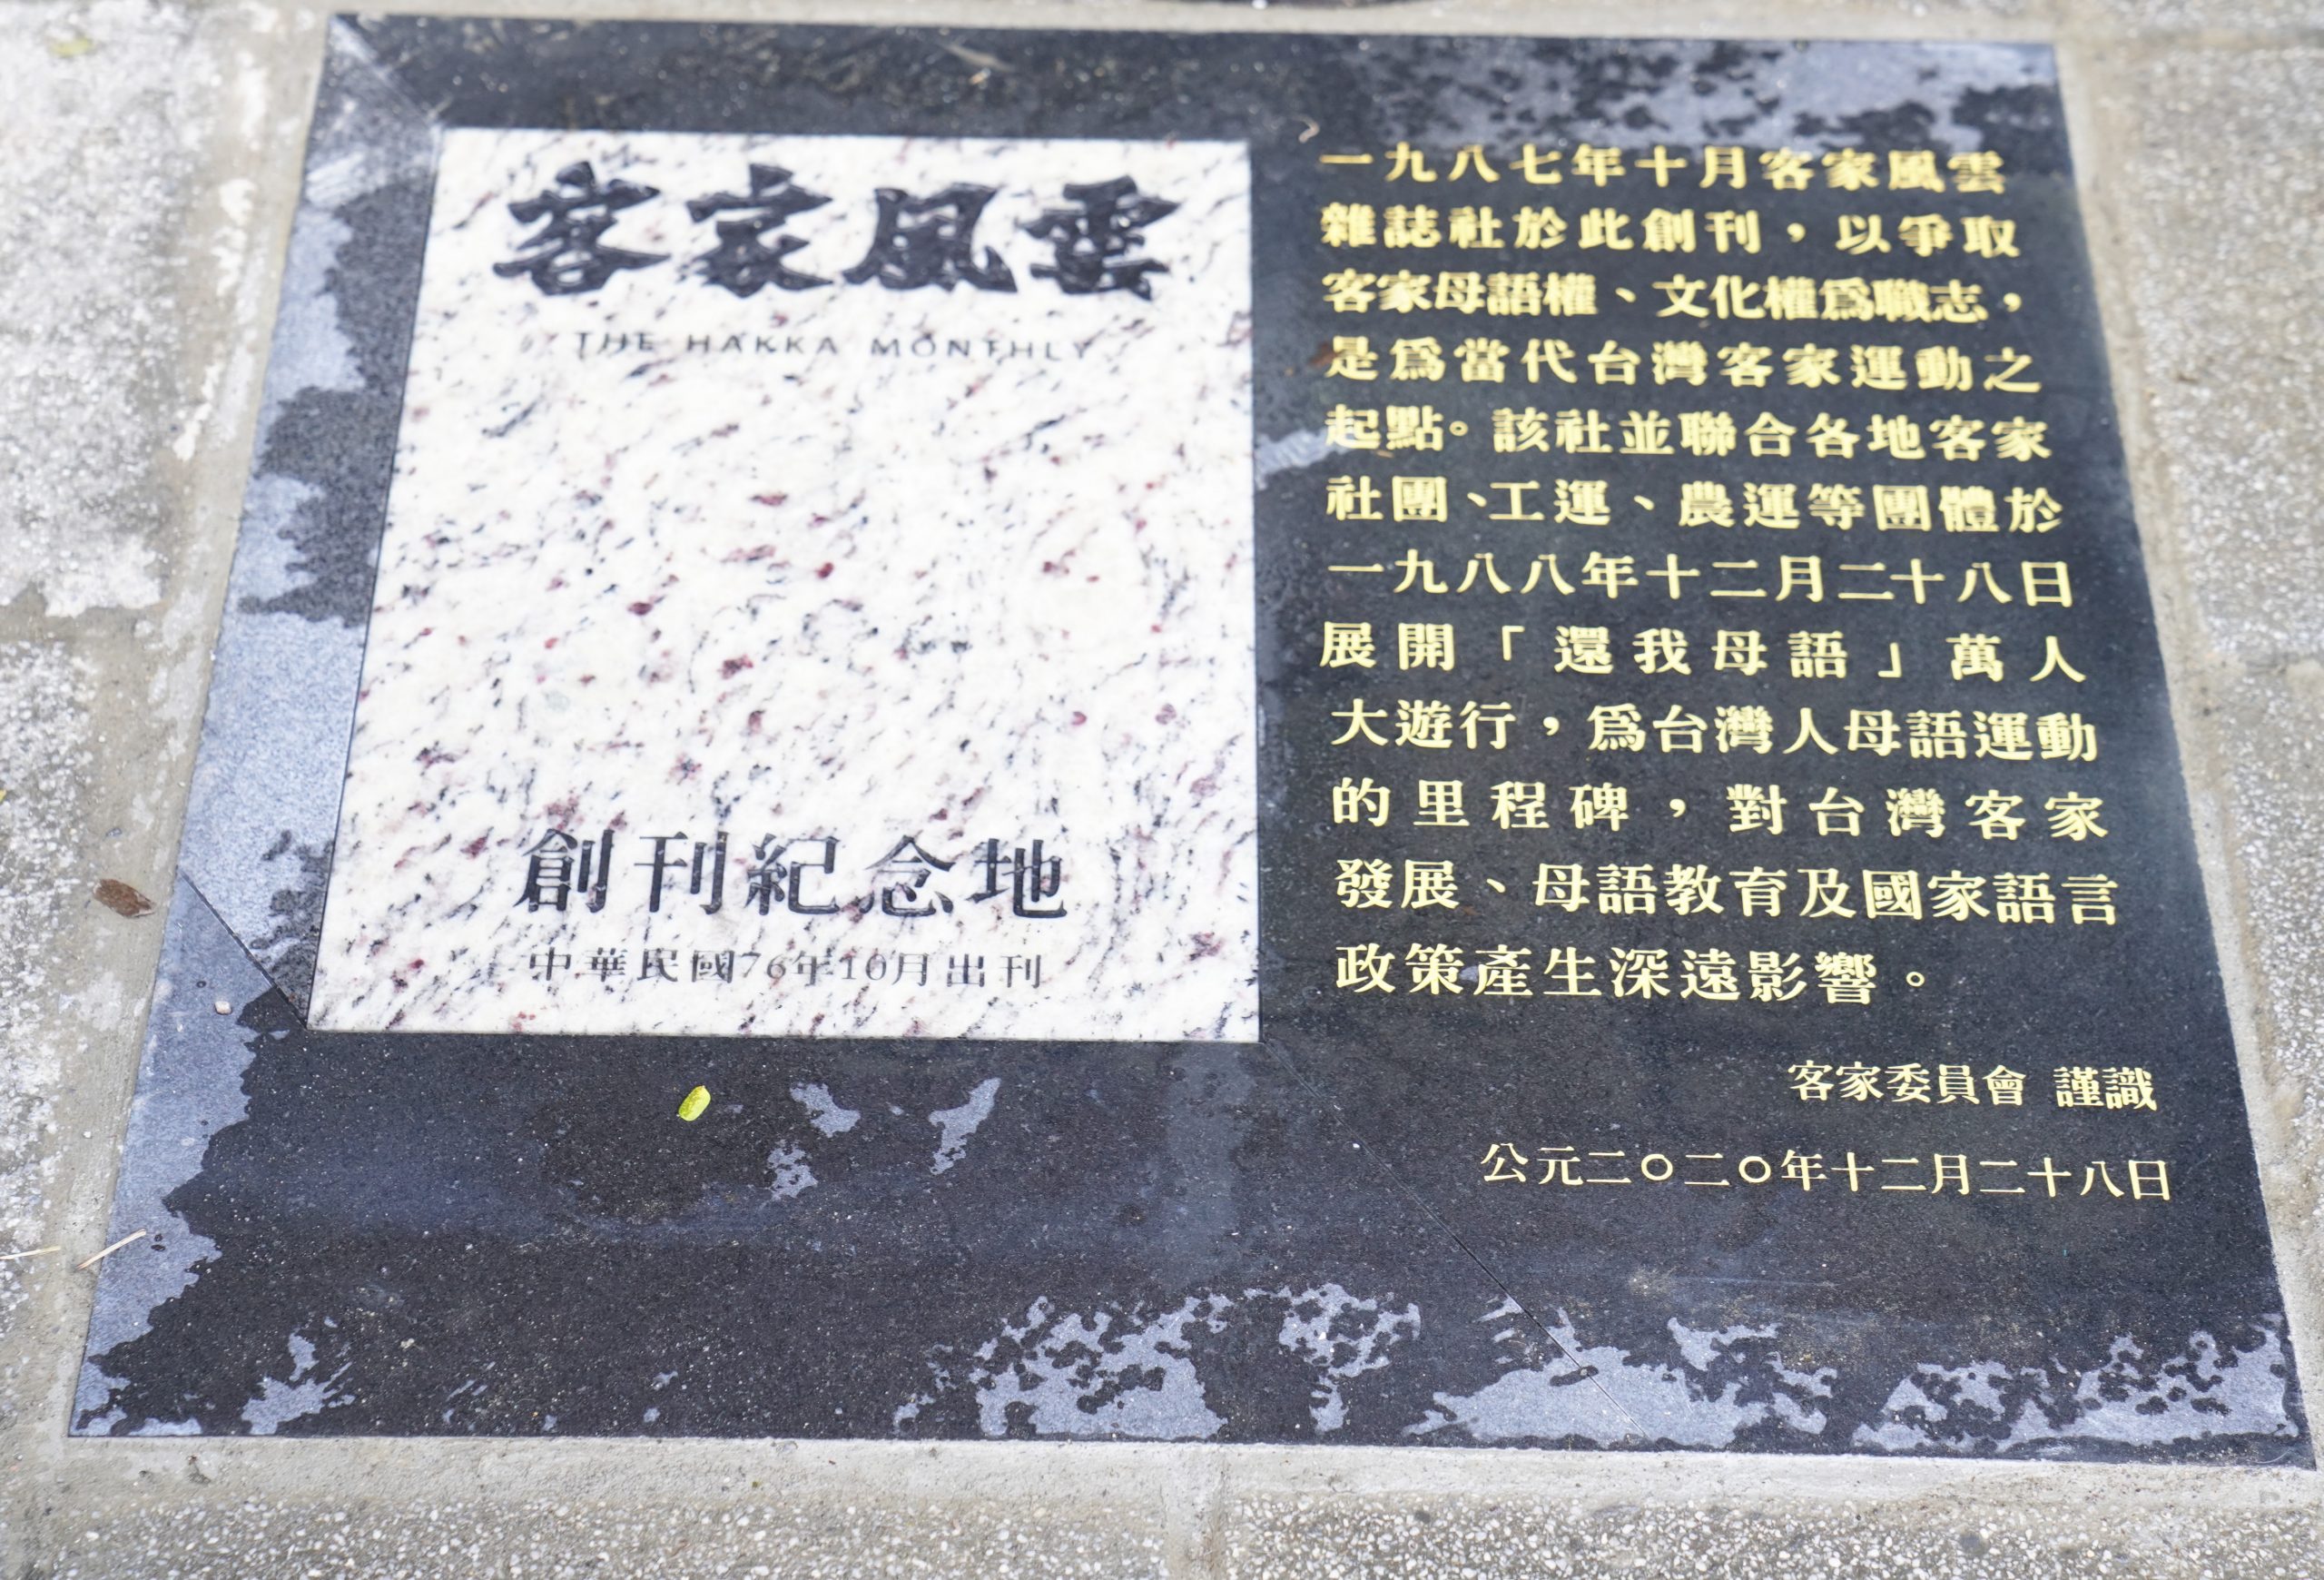 客家風雲
THE HAKKA MONTHLY
創刊紀念地
中華民國76年10月出刊
一九八七年十月客家風雲
雜誌社於此創刊，以爭取
客家母語權、文化權為職志，
是為當代台灣客家運動之
起點。該社並聯合各地客家
社團、工運、農運等團體於
一九八八年十二月二十八日
展開「還我母語」萬人
大遊行，為台灣人母語運動
的里程碑，對台灣客家
發展、母語教育及國家語言
政策產生深遠影響。
客家委員會 謹識
公元二〇二〇年十二月二十八日